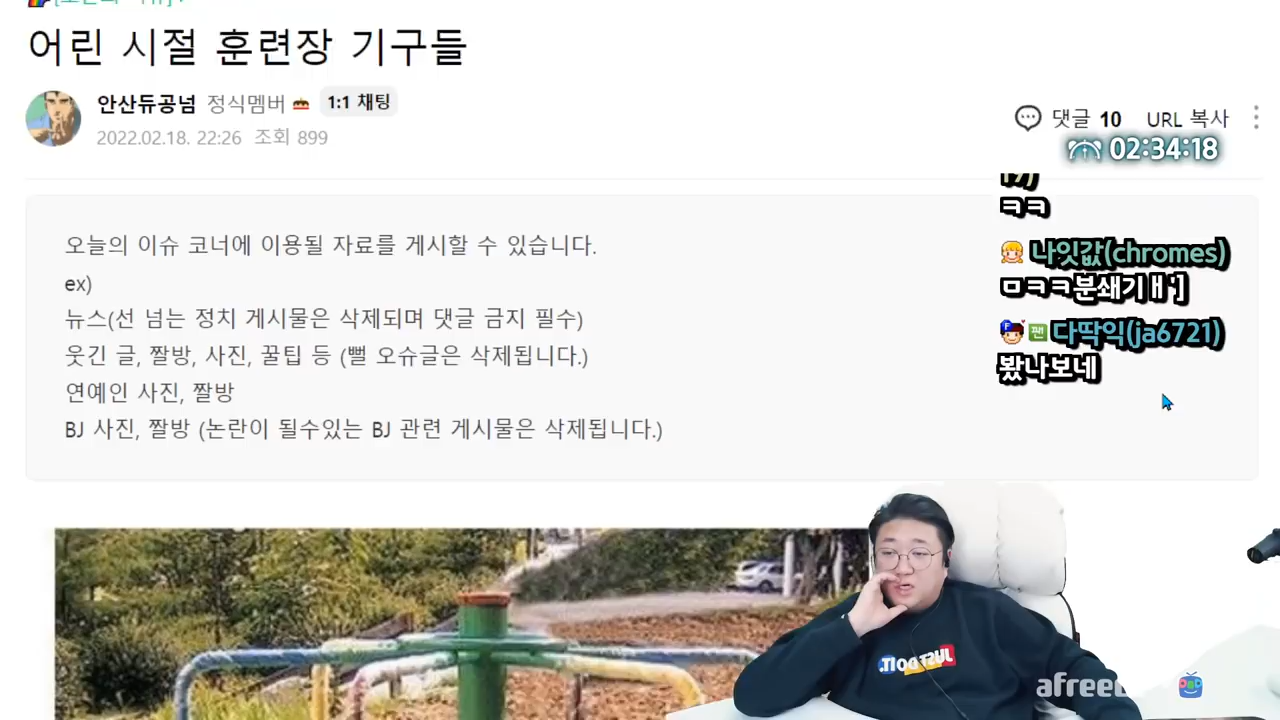 어린 시절 훈련장 기구들
안산듀공넘 정식멤버 1:1 채팅
2022.02.18. 22:26 조회 899
댓글 10 URL 복사
02:34:18
오늘의 이슈 코너에 이용될 자료를 게시할 수 있습니다.
ex)
뉴스(선 넘는 정치 게시물은 삭제되며 댓글 금지 필수)
웃긴 글, 짤방, 사진, 꿀팁 등 (뻘 오슈글은 삭제됩니다.)
연예인 사진, 짤방
BJ 사진, 짤방 (논란이 될수있는 BJ 관련 게시물은 삭제됩니다.)
ㅋㅋ
나잇값(chromes)
ㅁㅋㅋ분쇄기ㅐ']
팬 다딱익(ja6721)
봤나보네
JUST DO IT.